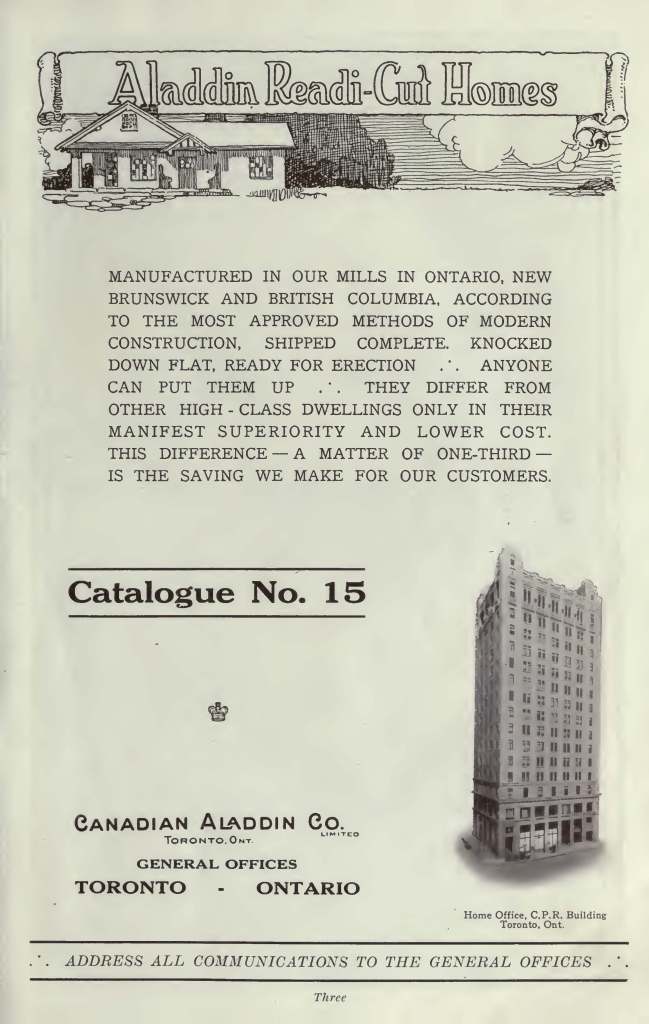 Aladdin Readi-Cut Homes
MANUFACTURED IN OUR MILLS IN ONTARIO, NEW
BRUNSWICK AND BRITISH COLUMBIA, ACCORDING
TO THE MOST APPROVED METHODS OF MODERN
CONSTRUCTION, SHIPPED COMPLETE. KNOCKED
DOWN FLAT, READY FOR ERECTION .·. ANYONE
CAN PUT THEM UP .·. THEY DIFFER FROM
OTHER HIGH-CLASS DWELLINGS ONLY IN THEIR
MANIFEST SUPERIORITY AND LOWER COST.
THIS DIFFERENCE — A MATTER OF ONE-THIRD —
IS THE SAVING WE MAKE FOR OUR CUSTOMERS.
Catalogue No. 15
CANADIAN ALADDIN CO.
LIMITED
TORONTO, ONT.
GENERAL OFFICES
TORONTO - ONTARIO
Home Office, C.P.R. Building
Toronto, Ont.
.·. ADDRESS ALL COMMUNICATIONS TO THE GENERAL OFFICES .·.
Three